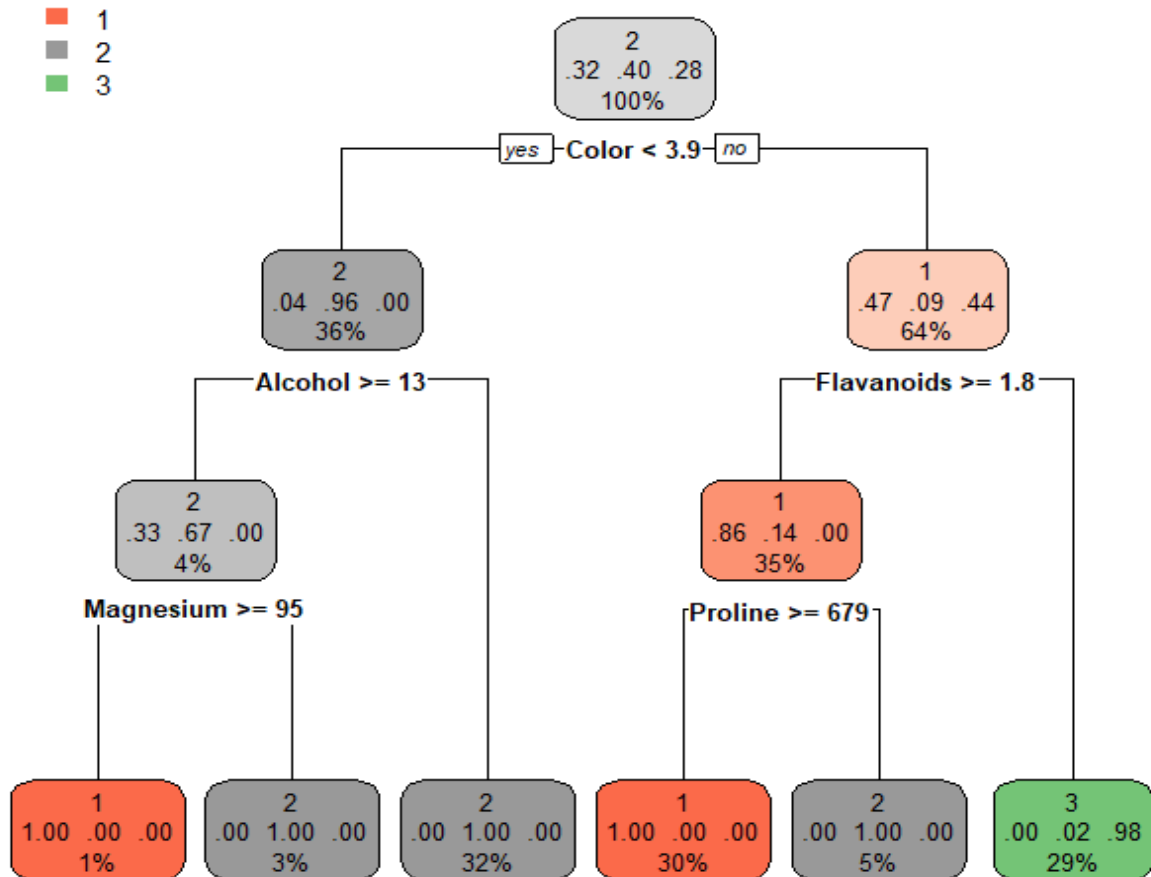 1
2
3
2
.32 .40 .28
100%
yes Color < 3.9 no
2
.04 .96 .00
36%
1
.47 .09 .44
64%
Alcohol >= 13
Flavanoids >= 1.8
2
.33 .67 .00
4%
1
.86 .14 .00
35%
Magnesium >= 95
Proline >= 679
1
1.00 .00 .00
1%
2
.00 1.00 .00
3%
2
.00 1.00 .00
32%
1
1.00 .00 .00
30%
2
.00 1.00 .00
5%
3
.00 .02 .98
29%